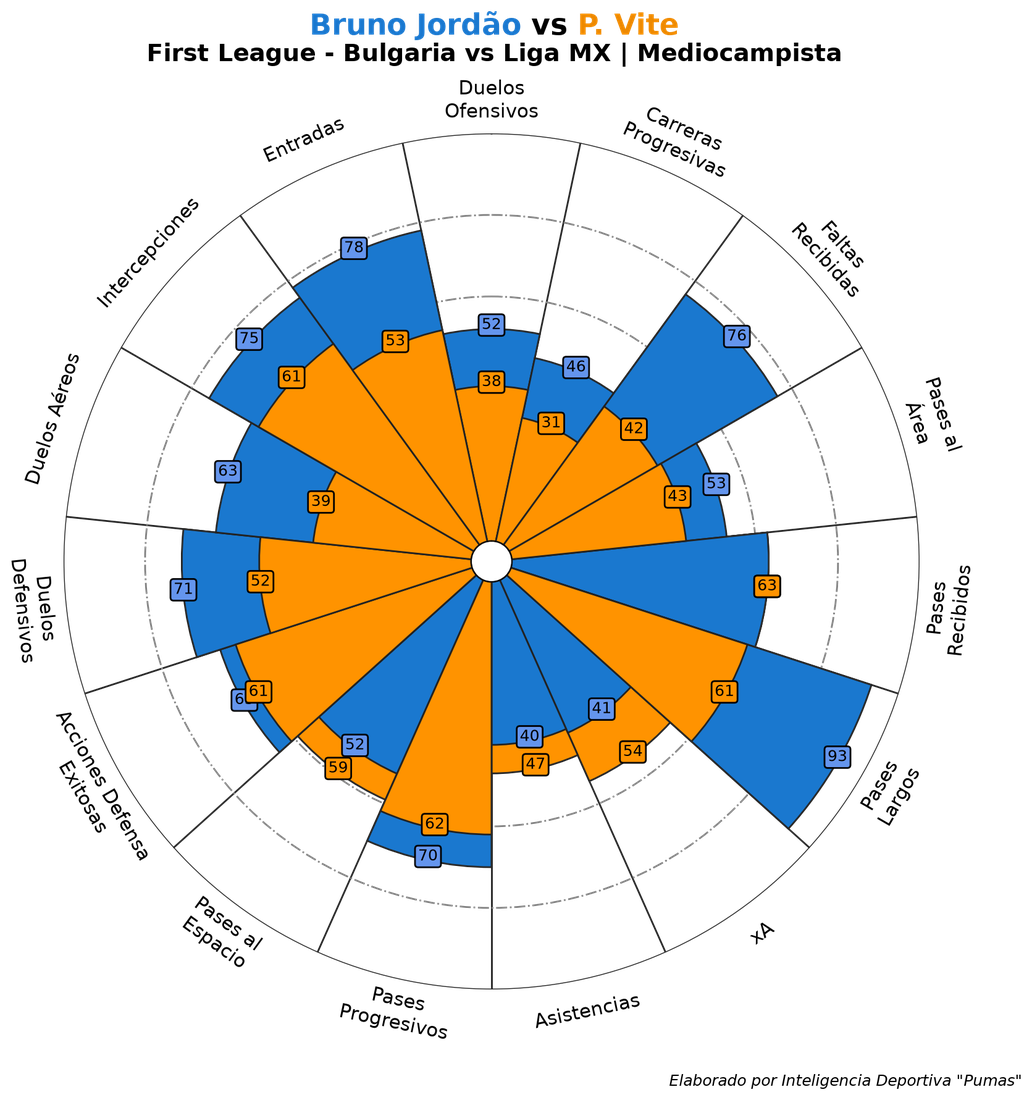 Bruno Jordão vs P. Vite
First League - Bulgaria vs Liga MX | Mediocampista
Duelos
Ofensivos
Carreras
Progresivas
Faltas
Recibidas
Pases al
Área
Pases
Recibidos
Pases
Largos
xA
Asistencias
Pases
Progresivos
Pases al
Espacio
Acciones Defensa
Exitosas
Duelos
Defensivos
Duelos Aéreos
Intercepciones
Entradas
52
38
46
31
76
42
53
43
63
93
61
41
54
40
47
70
62
52
59
61
71
52
63
39
75
61
78
53
Elaborado por Inteligencia Deportiva "Pumas"